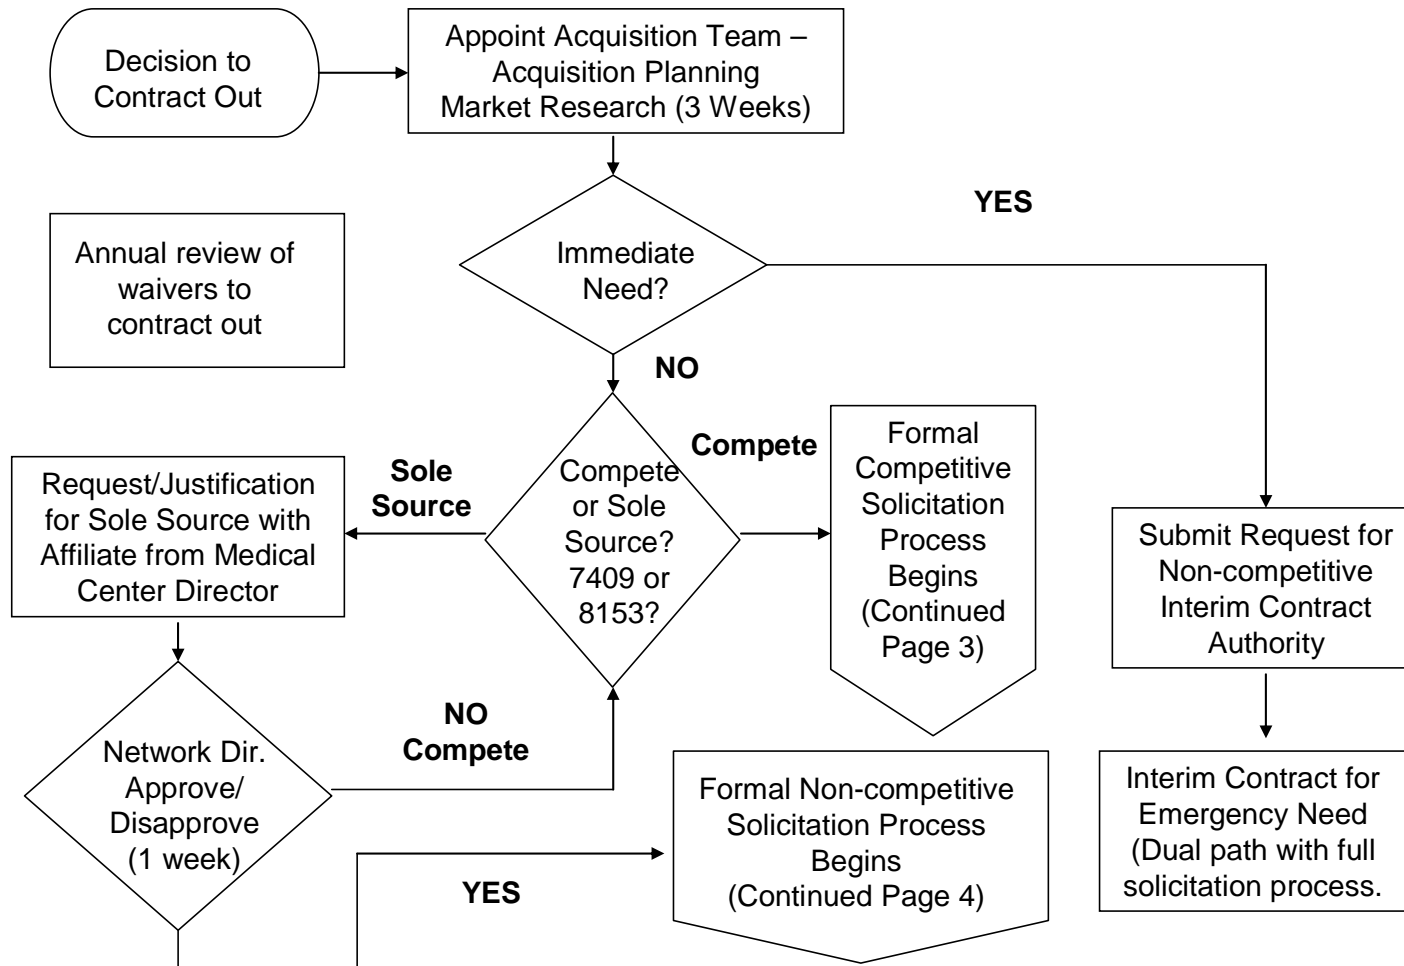 Decision to
Contract Out
Appoint Acquisition Team –
Acquisition Planning
Market Research (3 Weeks)
YES
Annual review of
waivers to
contract out
Immediate
Need?
NO
Compete
Sole
Source
Compete
or Sole
Source?
7409 or
8153?
Formal
Competitive
Solicitation
Process
Begins
(Continued
Page 3)
Request/Justification
for Sole Source with
Affiliate from Medical
Center Director
Submit Request for
Non-competitive
Interim Contract
Authority
NO
Compete
Network Dir.
Approve/
Disapprove
(1 week)
YES
Formal Non-competitive
Solicitation Process
Begins
(Continued Page 4)
Interim Contract for
Emergency Need
(Dual path with full
solicitation process.